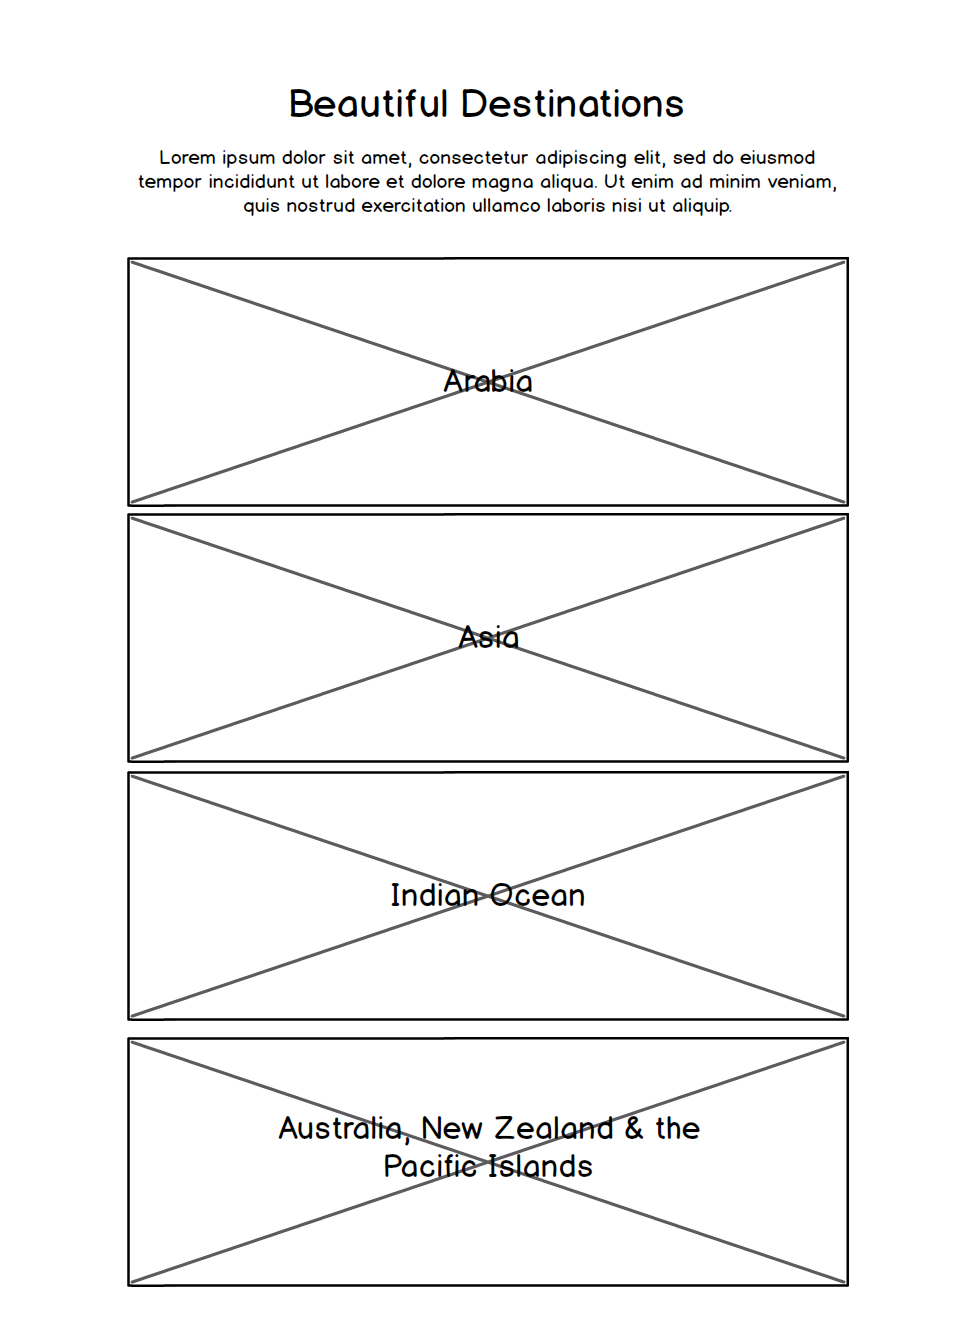 Beautiful Destinations
Lorem ipsum dolor sit amet, consectetur adipiscing elit, sed do eiusmod
tempor incididunt ut labore et dolore magna aliqua. Ut enim ad minim veniam,
quis nostrud exercitation ullamco laboris nisi ut aliquip.
Arabia
Asia
Indian Ocean
Australia, New Zealand & the
Pacific Islands